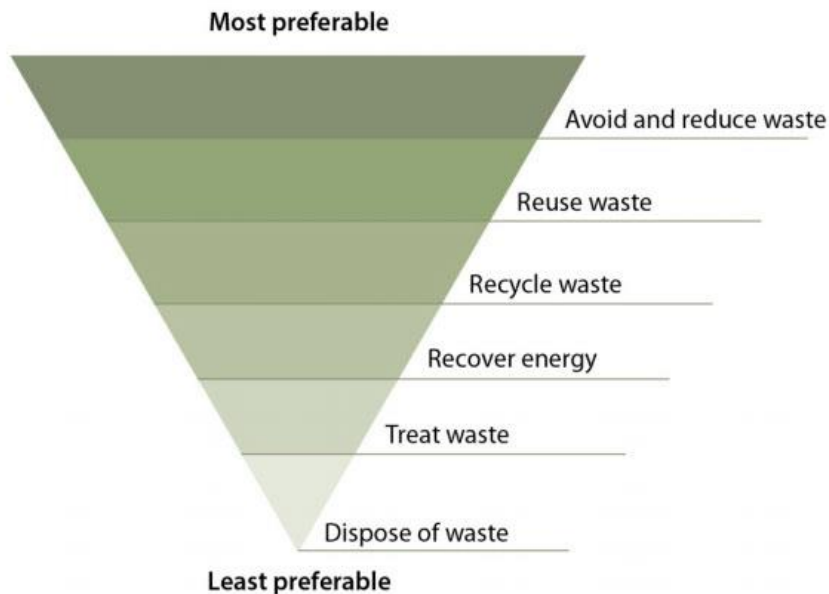 Most preferable
Avoid and reduce waste
Reuse waste
Recycle waste
Recover energy
Treat waste
Dispose of waste
Least preferable